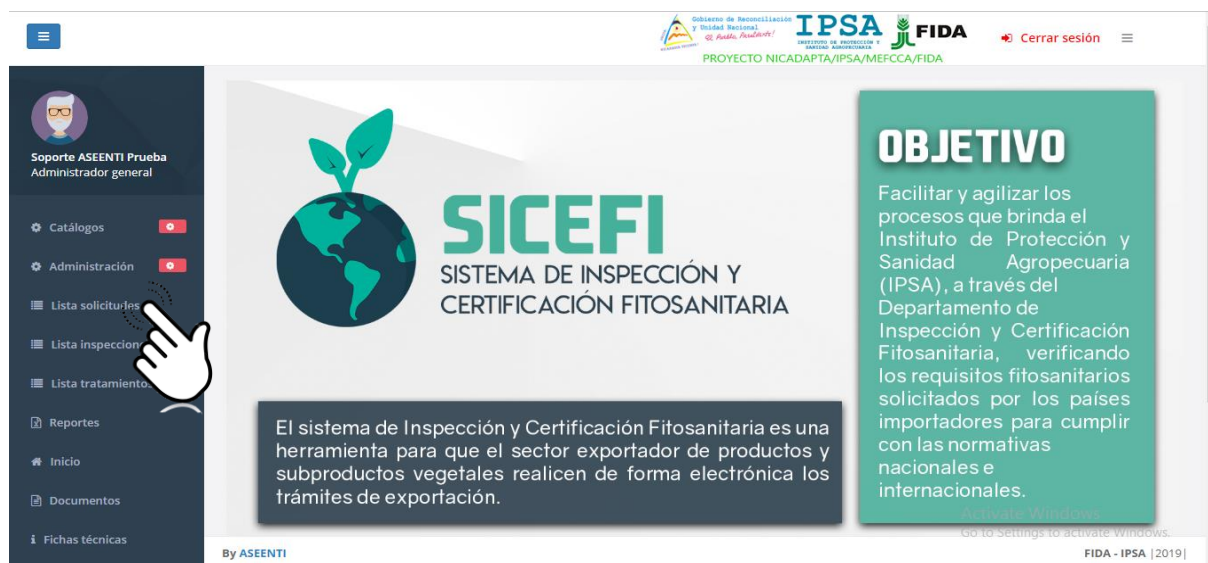 Gobierno de Reconciliación
y Unidad Nacional
El Pueblo, Presidente!
IPSA
INSTITUTO DE PROTECCIÓN Y
SANIDAD AGROPECUARIA
FIDA
PROYECTO NICADAPTA/IPSA/MEFCCA/FIDA
Cerrar sesión
Soporte ASEENTI Prueba
Administrador general
Catálogos
Administración
Lista solicitudes
Lista inspeccion
Lista tratamientos
Reportes
Inicio
Documentos
Fichas técnicas
SICEFI
SISTEMA DE INSPECCIÓN Y
CERTIFICACIÓN FITOSANITARIA
El sistema de Inspección y Certificación Fitosanitaria es una
herramienta para que el sector exportador de productos y
subproductos vegetales realicen de forma electrónica los
trámites de exportación.
OBJETIVO
Facilitar y agilizar los
procesos que brinda el
Instituto de Protección y
Sanidad Agropecuaria
(IPSA), a través del
Departamento de
Inspección y Certificación
Fitosanitaria, verificando
los requisitos fitosanitarios
solicitados por los países
importadores para cumplir
con las normativas
nacionales e
internacionales.
Activate Windows
Go to Settings to activate Windows.
By ASEENTI
FIDA - IPSA |2019|